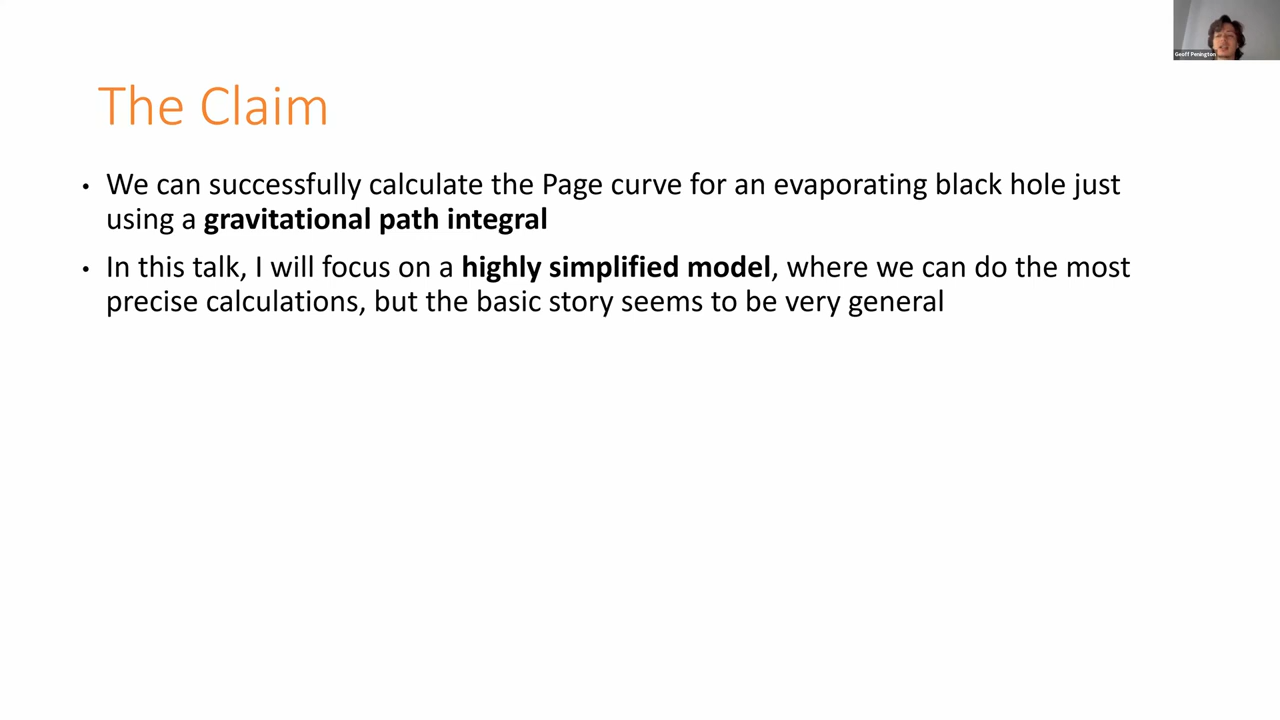 Geoff Penington
The Claim
• We can successfully calculate the Page curve for an evaporating black hole just
using a gravitational path integral
• In this talk, I will focus on a highly simplified model, where we can do the most
precise calculations, but the basic story seems to be very general